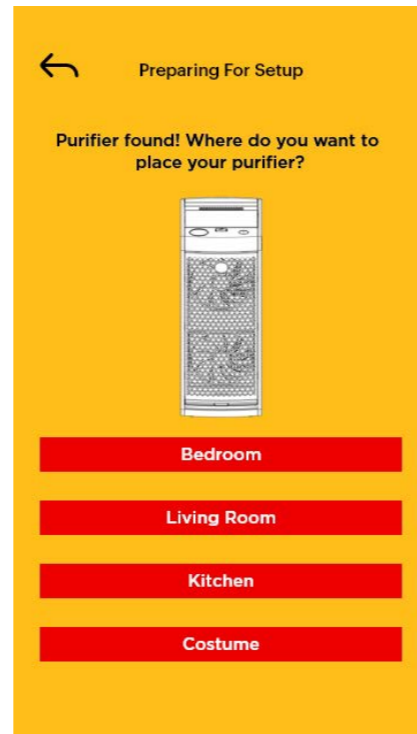 Preparing For Setup
Purifier found! Where do you want to
place your purifier?
Bedroom
Living Room
Kitchen
Costume